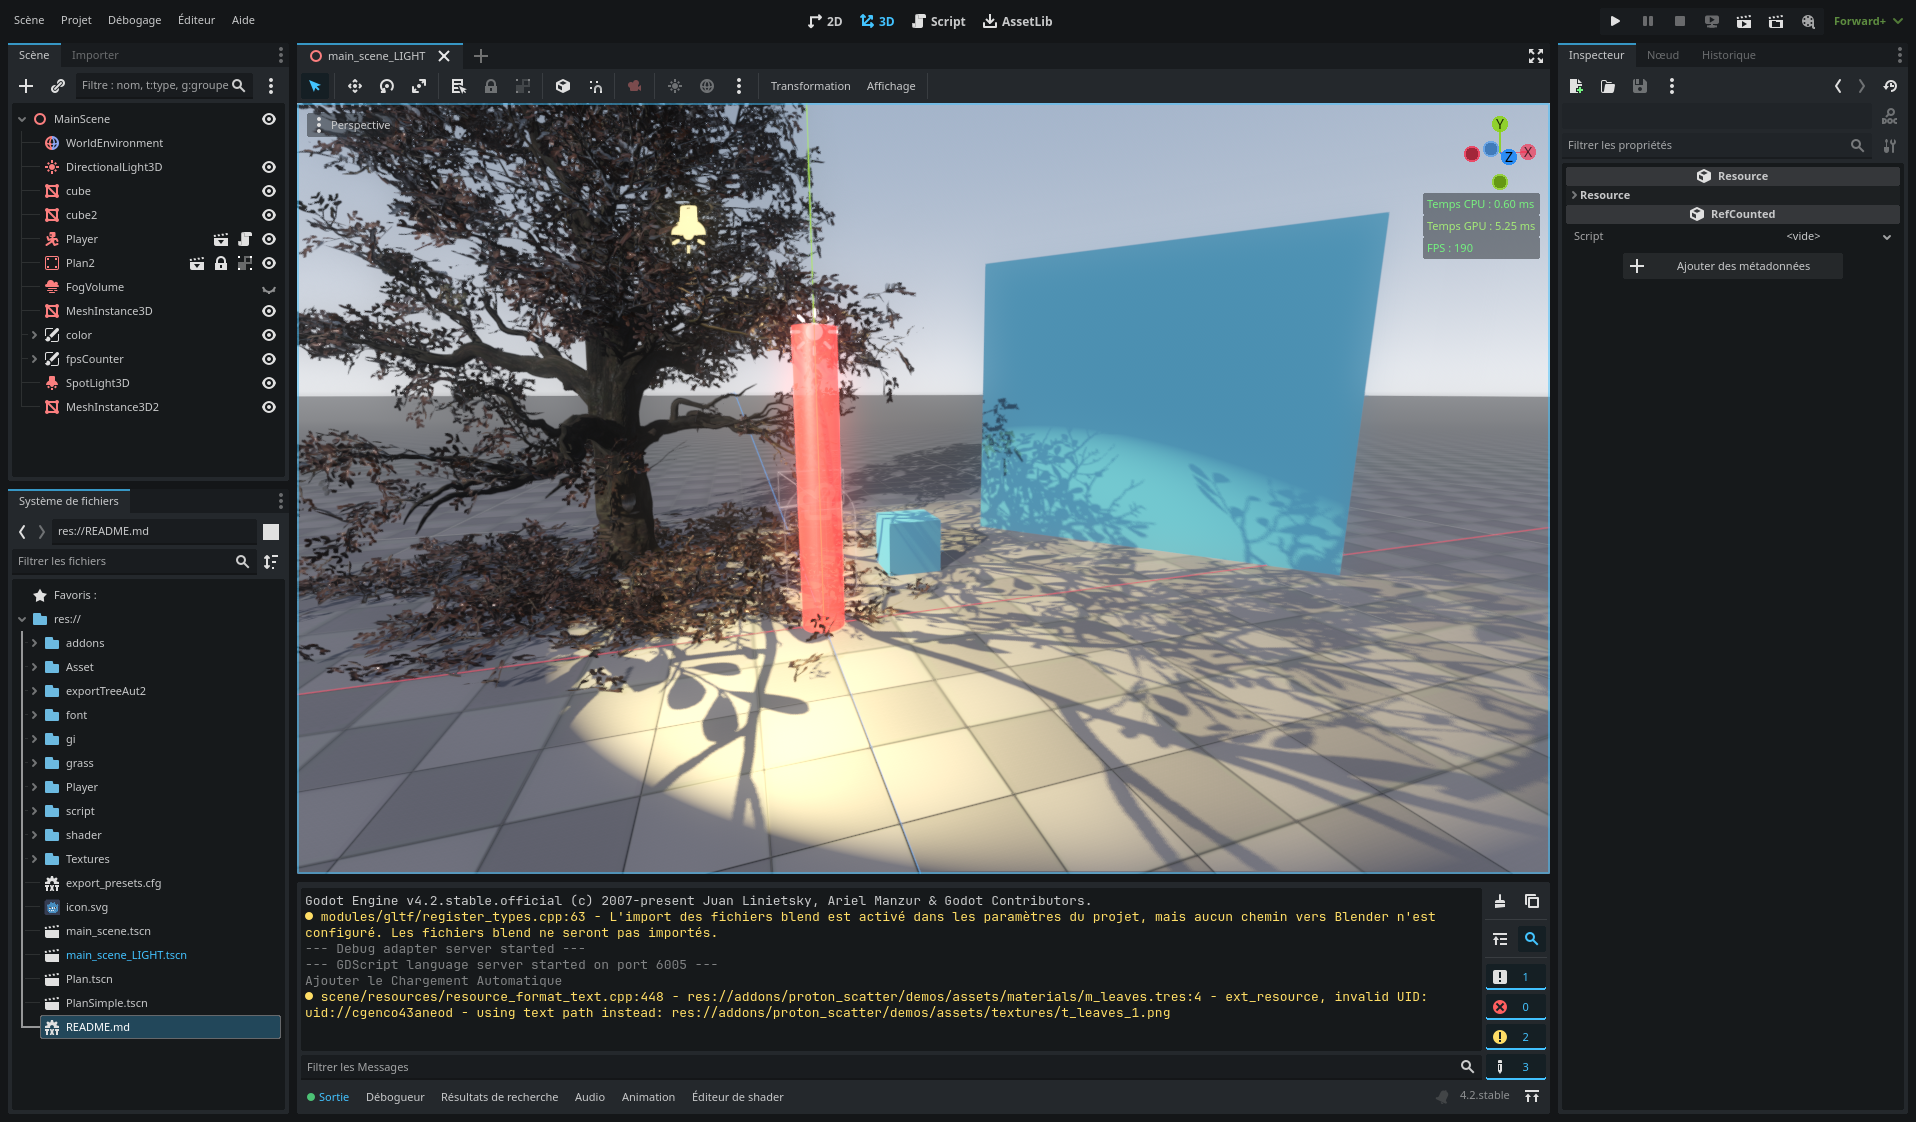 Scène Projet Débogage Éditeur Aide
2D 3D Script AssetLib
Forward+
Scène Importer
Filtre : nom, t:type, g:groupe
MainScene
WorldEnvironment
DirectionalLight3D
cube
cube2
Player
Plan2
FogVolume
MeshInstance3D
color
fpsCounter
SpotLight3D
MeshInstance3D2
Système de fichiers
res://README.md
Filtrer les fichiers
Favoris :
res://
addons
Asset
exportTreeAut2
font
gi
grass
Player
script
shader
Textures
export_presets.cfg
icon.svg
main_scene.tscn
main_scene_LIGHT.tscn
Plan.tscn
PlanSimple.tscn
README.md
main_scene_LIGHT
Transformation Affichage
Perspective
Y
Z X
Temps CPU : 0.60 ms
Temps GPU : 5.25 ms
FPS : 190
Godot Engine v4.2.stable.official (c) 2007-present Juan Linietsky, Ariel Manzur & Godot Contributors.
modules/gltf/register_types.cpp:63 - L'import des fichiers blend est activé dans les paramètres du projet, mais aucun chemin vers Blender n'est
configuré. Les fichiers blend ne seront pas importés.
--- Debug adapter server started ---
--- GDScript language server started on port 6005 ---
Ajouter le Chargement Automatique
scene/resources/resource_format_text.cpp:448 - res://addons/proton_scatter/demos/assets/materials/m_leaves.tres:4 - ext_resource, invalid UID:
uid://cgenco43aneod - using text path instead: res://addons/proton_scatter/demos/assets/textures/t_leaves_1.png
1
0
2
3
Filtrer les Messages
Sortie Débogueur Résultats de recherche Audio Animation Éditeur de shader
4.2.stable
Inspecteur Nœud Historique
DOC
Filtrer les propriétés
Resource
Resource
RefCounted
Script <vide>
Ajouter des métadonnées